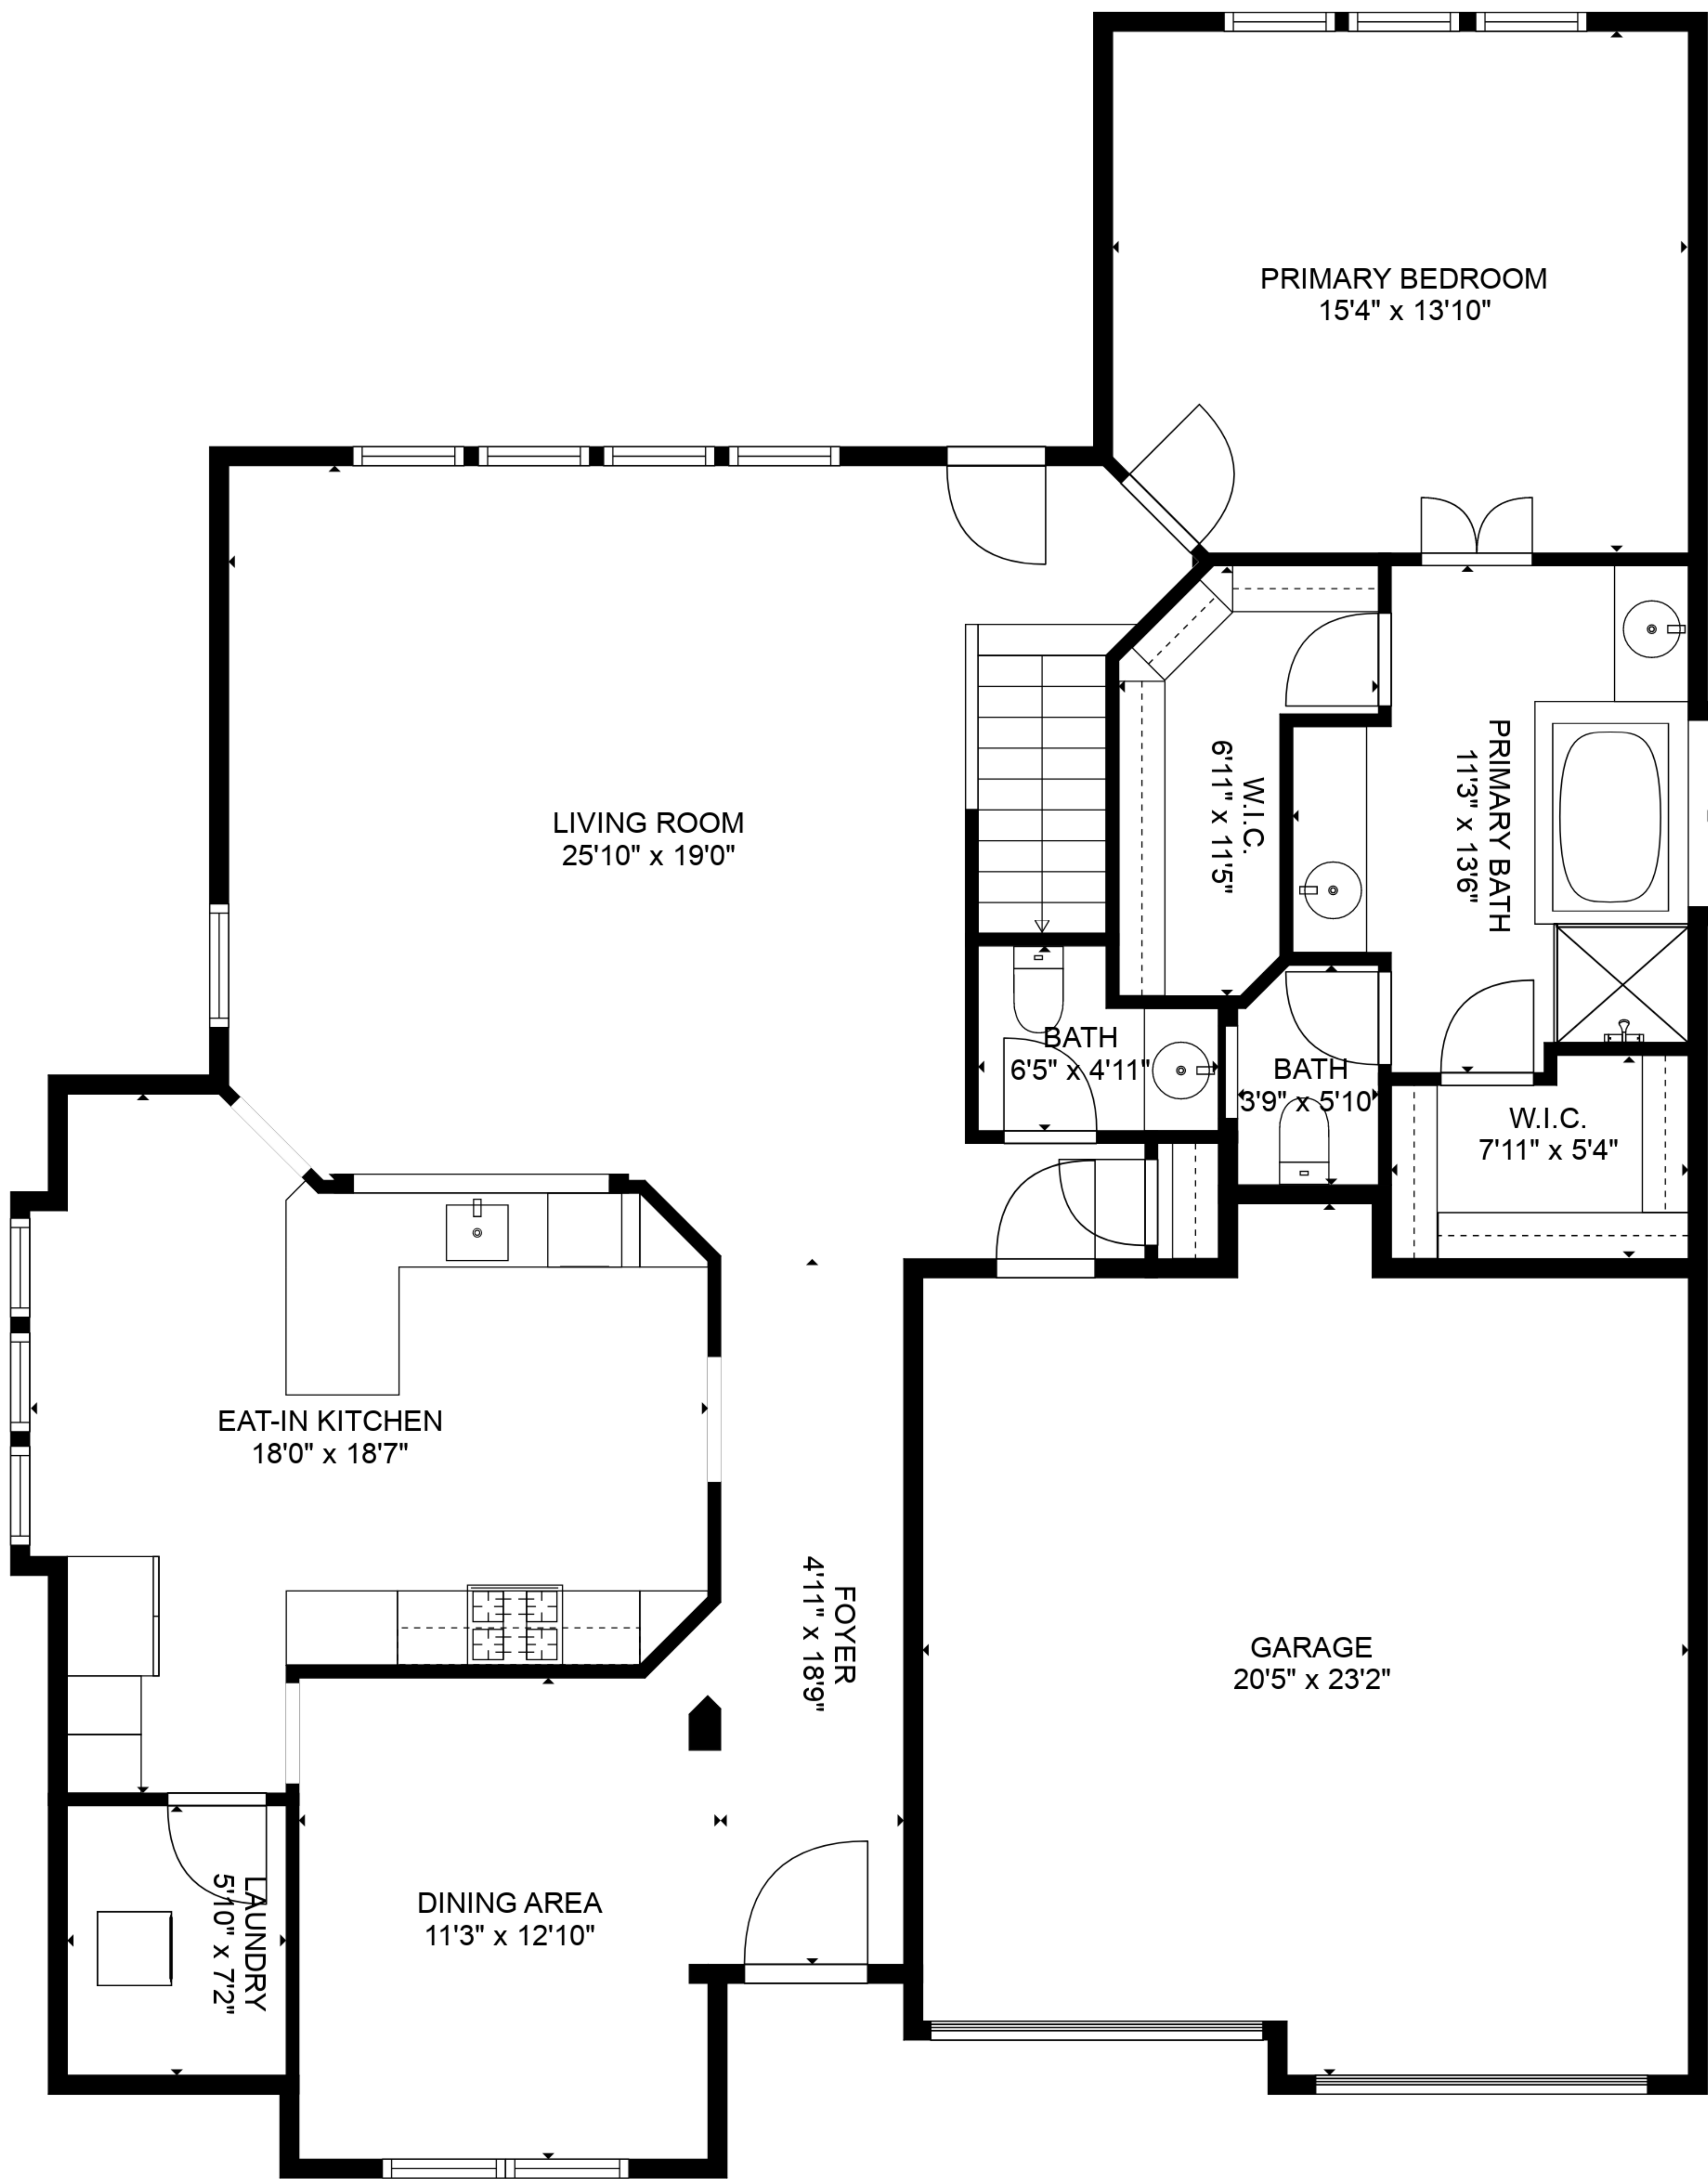 PRIMARY BEDROOM
15'4" x 13'10"
LIVING ROOM
25'10" x 19'0"
W.I.C.
6'11" x 11'5"
PRIMARY BATH
11'3" x 13'6"
BATH
6'5" x 4'11"
BATH
3'9" x 5'10
W.I.C.
7'11" x 5'4"
EAT-IN KITCHEN
18'0" x 18'7"
FOYER
4'11" x 18'9"
GARAGE
20'5" x 23'2"
LAUNDRY
5'10" x 7'2"
DINING AREA
11'3" x 12'10"